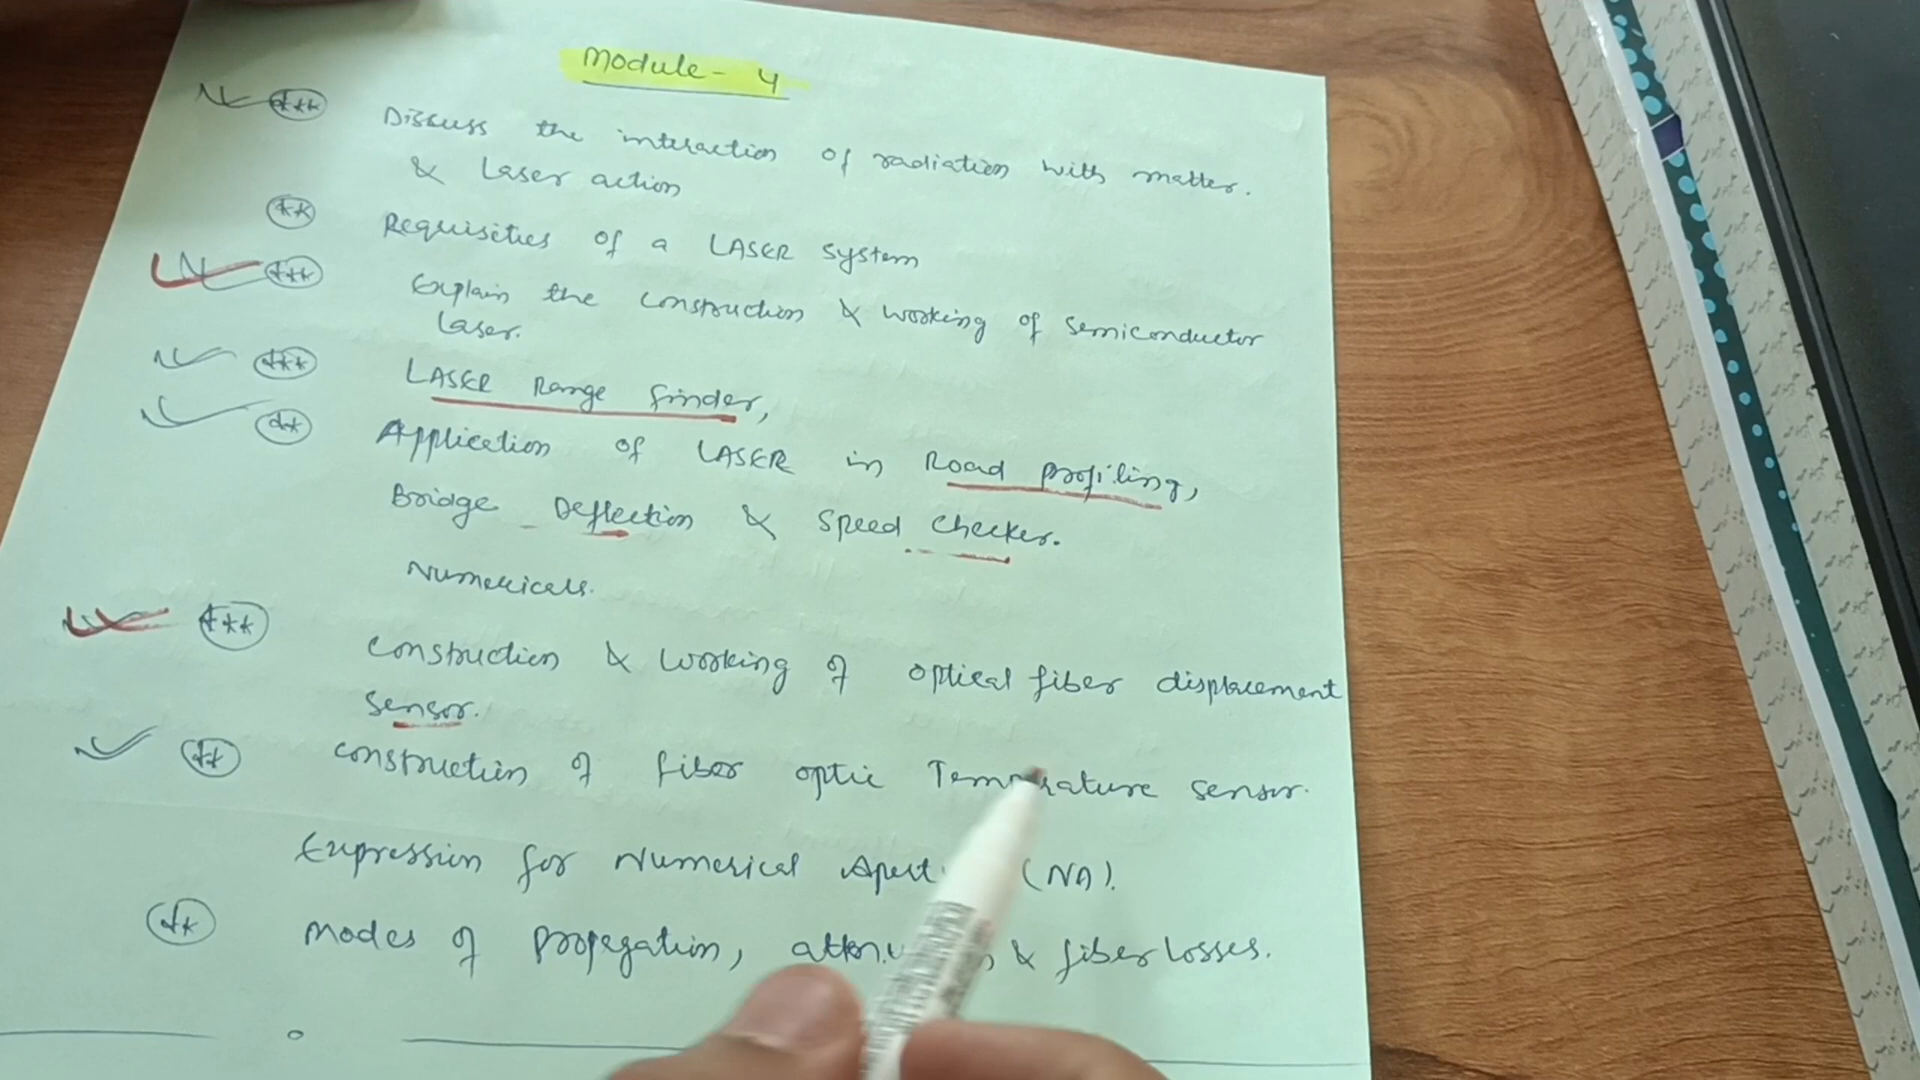 Module - 4
*** Discuss the interaction of radiation with matter.
& Laser action
** Requisities of a LASER system
*** Explain the construction & working of semiconductor
Laser.
*** LASER Range finder,
** Application of LASER in Road profiling,
Bridge Deflection & Speed checker.
Numericals.
*** Construction & working of optical fiber displacement
sensor.
** construction of fiber optic Temperature sensor.
Expression for Numerical (NA).
** Modes of Propegation, & fiber losses.